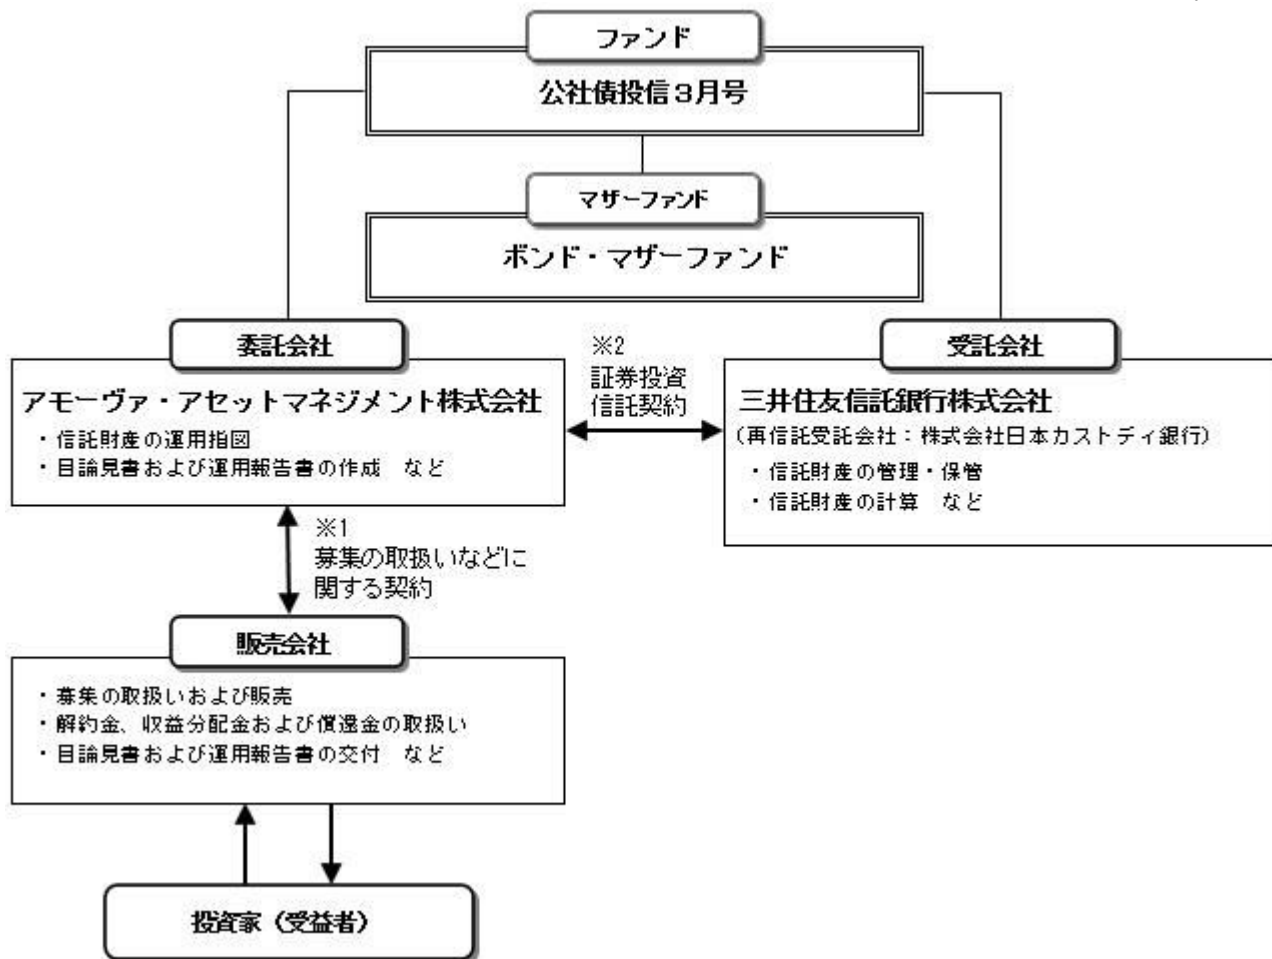 ファンド
公社債投信3月号
マザーファンド
ボンド・マザーファンド
委託会社
アモーヴァ・アセットマネジメント株式会社
・信託財産の運用指図
・目論見書および運用報告書の作成　など
※2
証券投資
信託契約
受託会社
三井住友信託銀行株式会社
(再信託受託会社：株式会社日本カストディ銀行)
・信託財産の管理・保管
・信託財産の計算　など
※1
募集の取扱いなどに
関する契約
販売会社
・募集の取扱いおよび販売
・解約金、収益分配金および償還金の取扱い
・目論見書および運用報告書の交付　など
投資家（受益者）